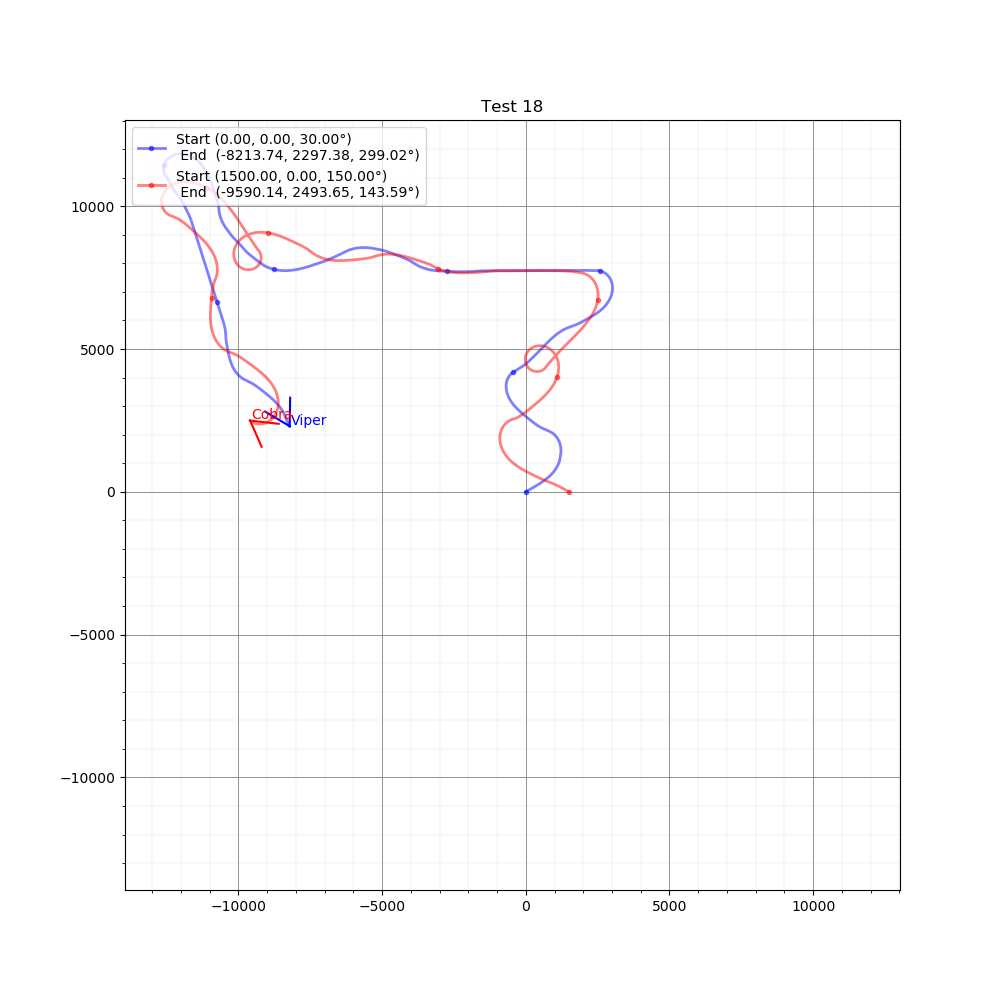 Test 18
Start (0.00, 0.00, 30.00°)
End  (-8213.74, 2297.38, 299.02°)
Start (1500.00, 0.00, 150.00°)
End  (-9590.14, 2493.65, 143.59°)
10000
5000
Cobra
Viper
0
−5000
−10000
−10000 −5000 0 5000 10000